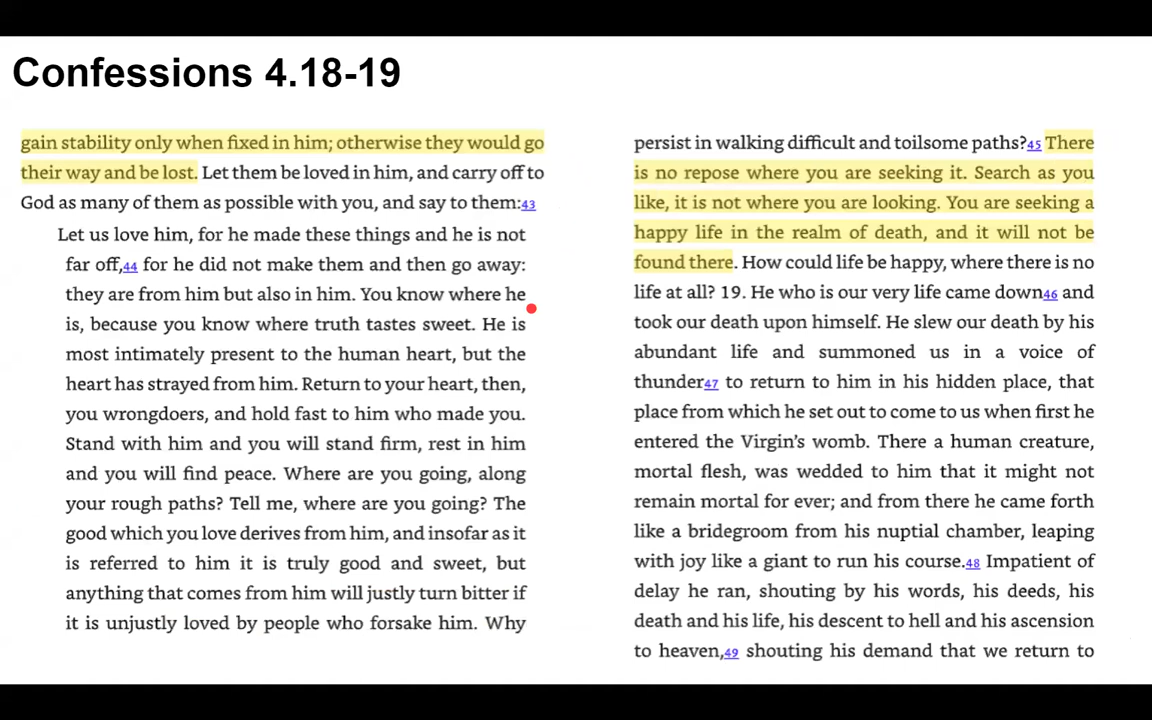 Confessions 4.18-19
gain stability only when fixed in him; otherwise they would go
their way and be lost. Let them be loved in him, and carry off to
God as many of them as possible with you, and say to them:43
Let us love him, for he made these things and he is not
far off,44 for he did not make them and then go away:
they are from him but also in him. You know where he
is, because you know where truth tastes sweet. He is
most intimately present to the human heart, but the
heart has strayed from him. Return to your heart, then,
you wrongdoers, and hold fast to him who made you.
Stand with him and you will stand firm, rest in him
and you will find peace. Where are you going, along
your rough paths? Tell me, where are you going? The
good which you love derives from him, and insofar as it
is referred to him it is truly good and sweet, but
anything that comes from him will justly turn bitter if
it is unjustly loved by people who forsake him. Why
persist in walking difficult and toilsome paths?45 There
is no repose where you are seeking it. Search as you
like, it is not where you are looking. You are seeking a
happy life in the realm of death, and it will not be
found there. How could life be happy, where there is no
life at all? 19. He who is our very life came down46 and
took our death upon himself. He slew our death by his
abundant life and summoned us in a voice of
thunder47 to return to him in his hidden place, that
place from which he set out to come to us when first he
entered the Virgin's womb. There a human creature,
mortal flesh, was wedded to him that it might not
remain mortal for ever; and from there he came forth
like a bridegroom from his nuptial chamber, leaping
with joy like a giant to run his course.48 Impatient of
delay he ran, shouting by his words, his deeds, his
death and his life, his descent to hell and his ascension
to heaven,49 shouting his demand that we return to